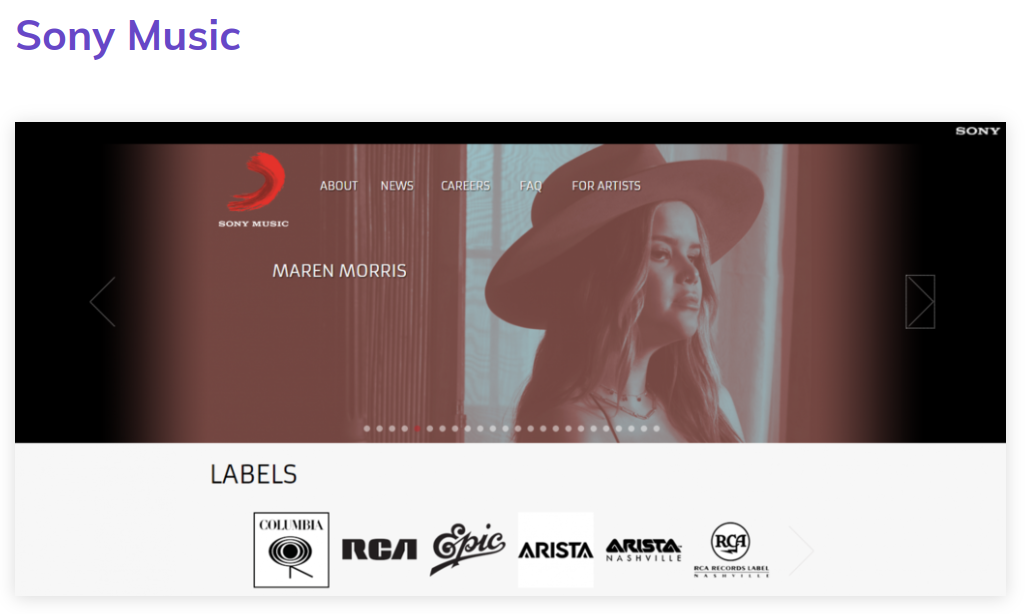 Sony Music
SONY
SONY MUSIC
ABOUT NEWS CAREERS FAQ FOR ARTISTS
MAREN MORRIS
LABELS
COLUMBIA RCA Epic ARISTA ARISTA NASHVILLE RCA
RCA RECORDS LABEL
NASHVILLE